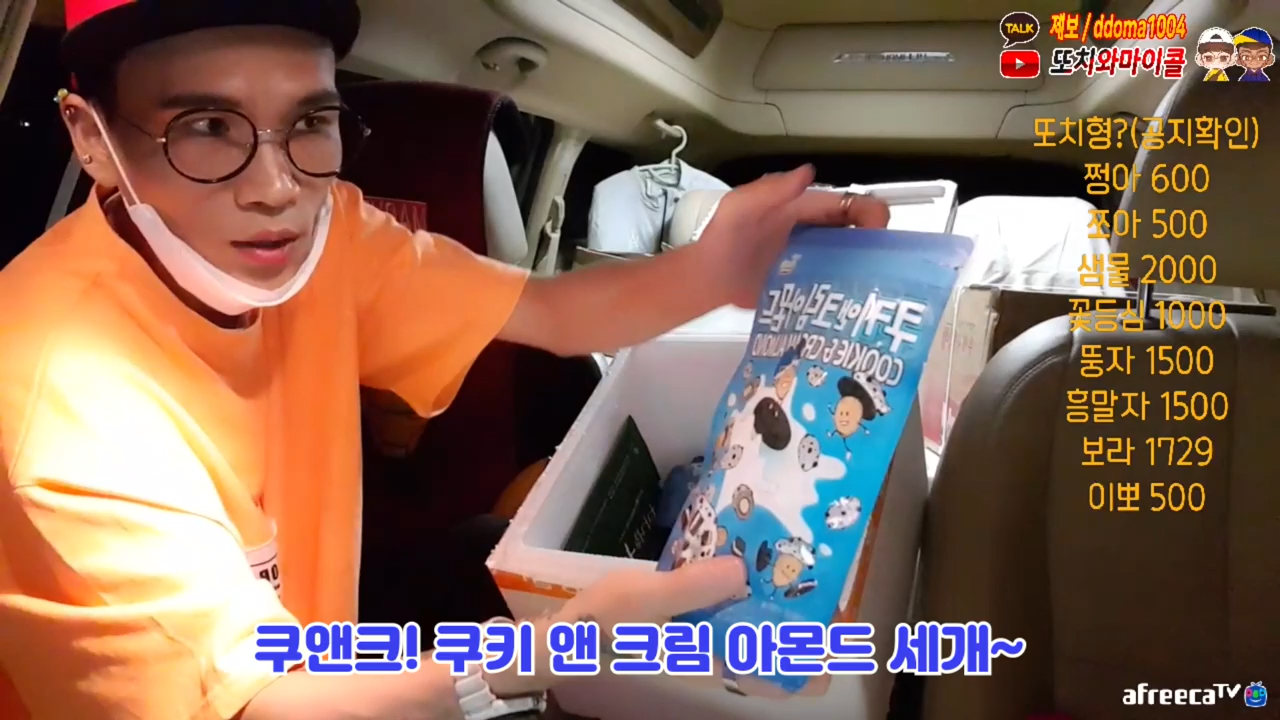 TALK
제보 / ddoma1004
또치와마이콜
또치형?(공지확인)
쩡아 600
쪼아 500
샘물 2000
꽃등심 1000
뚱자 1500
흥말자 1500
보라 1729
이뽀 500
쿠키앤크림아몬드
COOKIE & CREAM ALMOND
쿠앤크! 쿠키 앤 크림 아몬드 세개~
afreecaTV